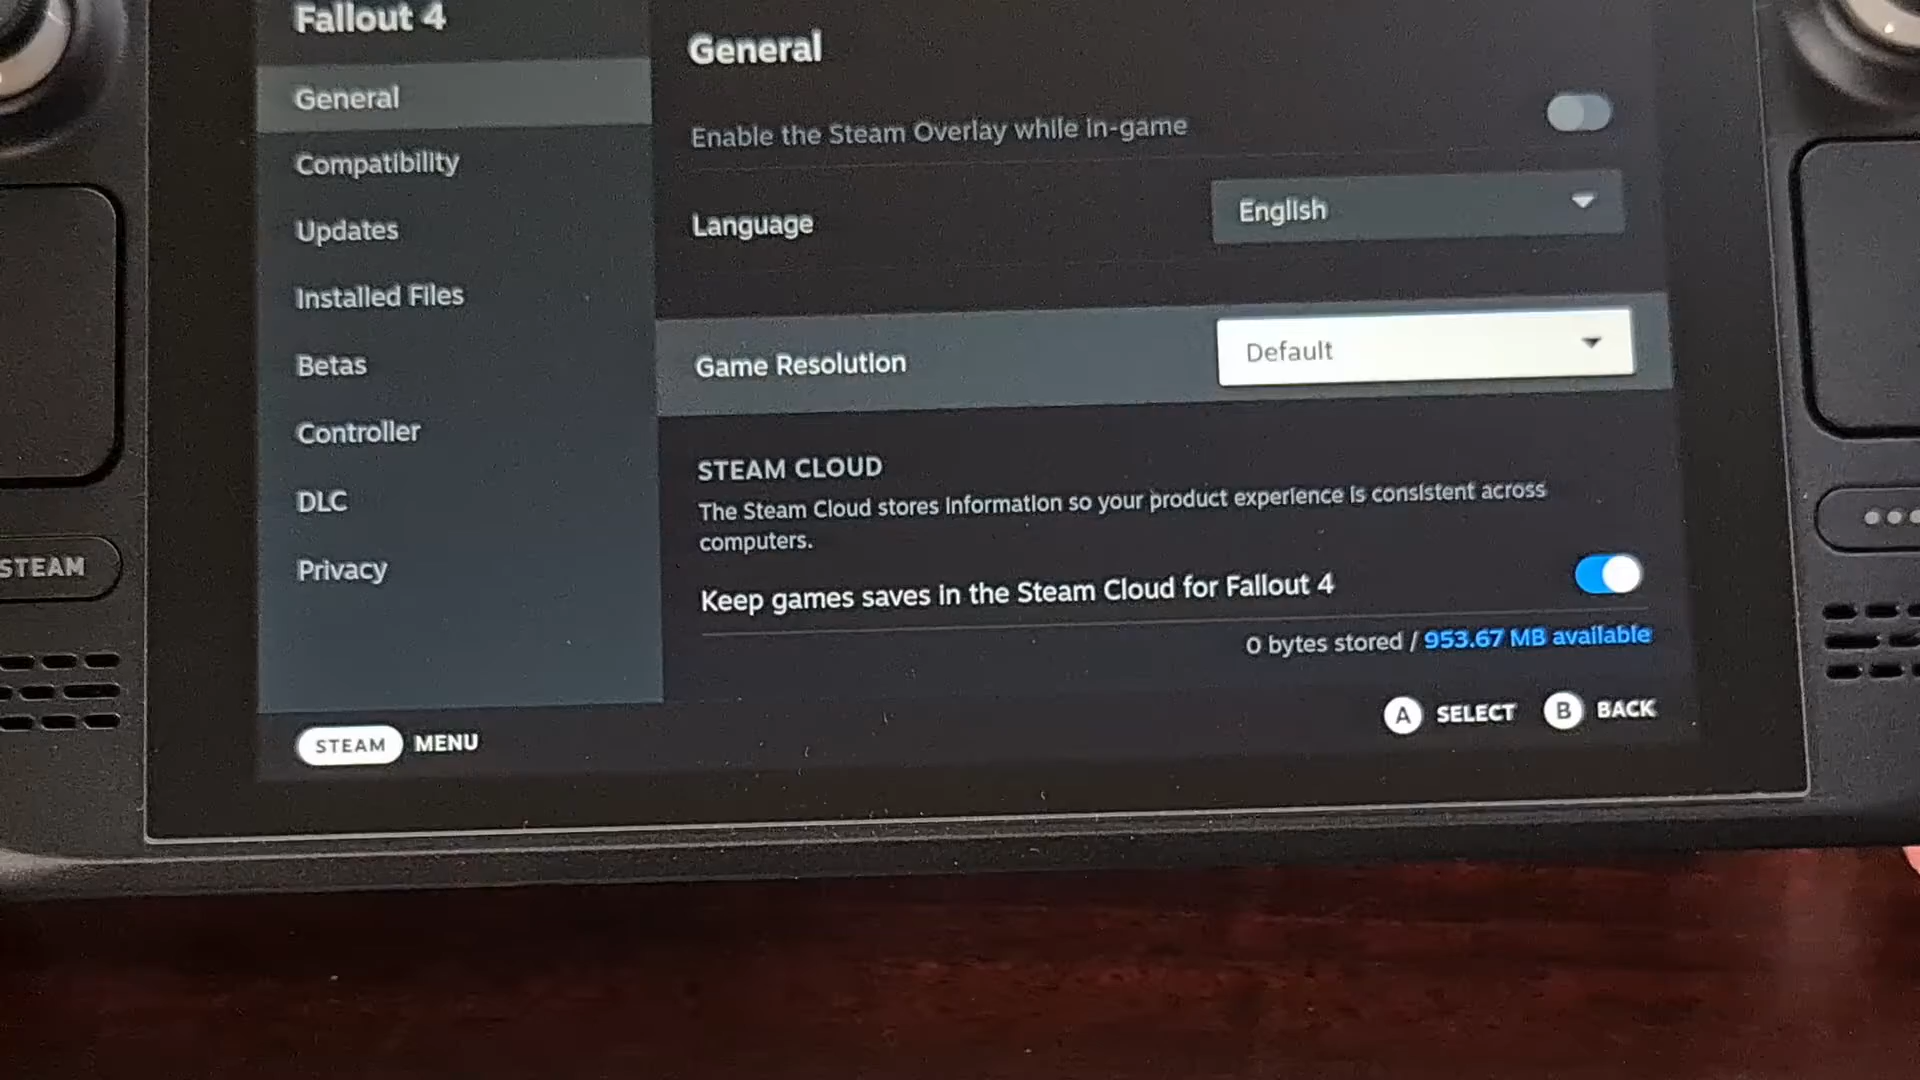 Fallout 4
General
Compatibility
Updates
Installed Files
Betas
Controller
DLC
Privacy
General
Enable the Steam Overlay while in-game
Language
English
Game Resolution
Default
STEAM CLOUD
The Steam Cloud stores information so your product experience is consistent across
computers.
Keep games saves in the Steam Cloud for Fallout 4
0 bytes stored / 953.67 MB available
STEAM MENU
A SELECT B BACK
STEAM